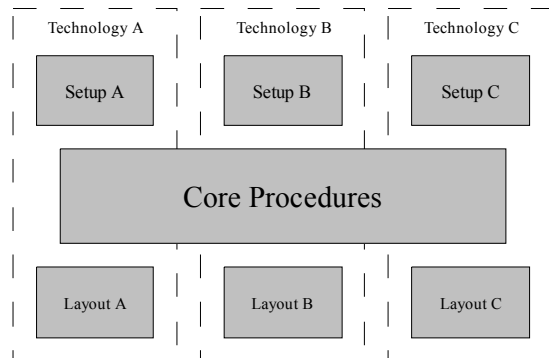 Technology A
Technology B
Technology C
Setup A
Setup B
Setup C
Core Procedures
Layout A
Layout B
Layout C